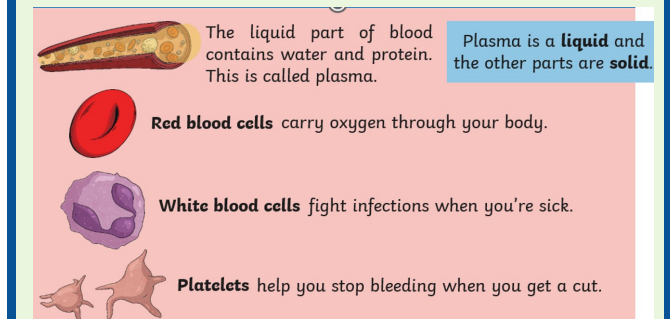 The liquid part of blood
contains water and protein.
This is called plasma.
Plasma is a liquid and
the other parts are solid.
Red blood cells carry oxygen through your body.
White blood cells fight infections when you're sick.
Platelets help you stop bleeding when you get a cut.